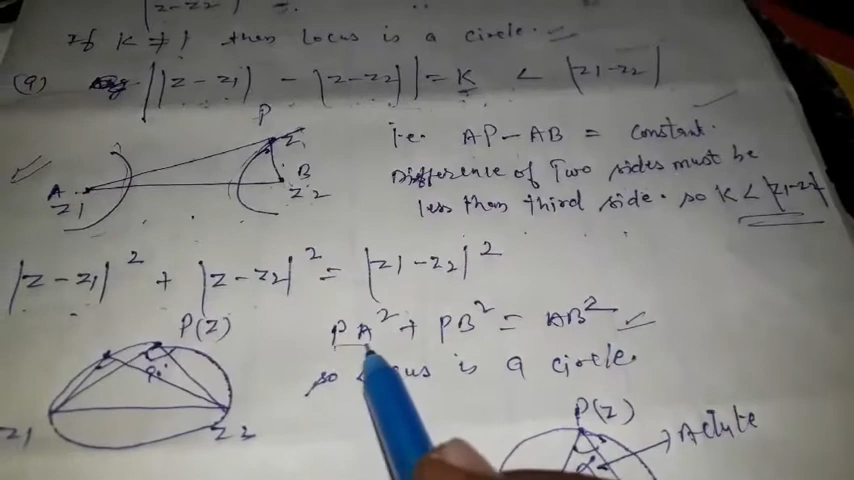 |z-z2|
If K ≠ 1 then locus is a circle.
(9) ||z-z1| - |z-z2|| = K < |z1-z2|
P
z1
A
z1
B
z2
i.e. AP-AB = constant.
Difference of Two sides must be
less than third side. so K < |z1-z2|
|z-z1|² + |z-z2|² = |z1-z2|²
P(z)
90°
z1
z2
PA² + PB² = AB²
so locus is a circle.
P(z)
α
Acute